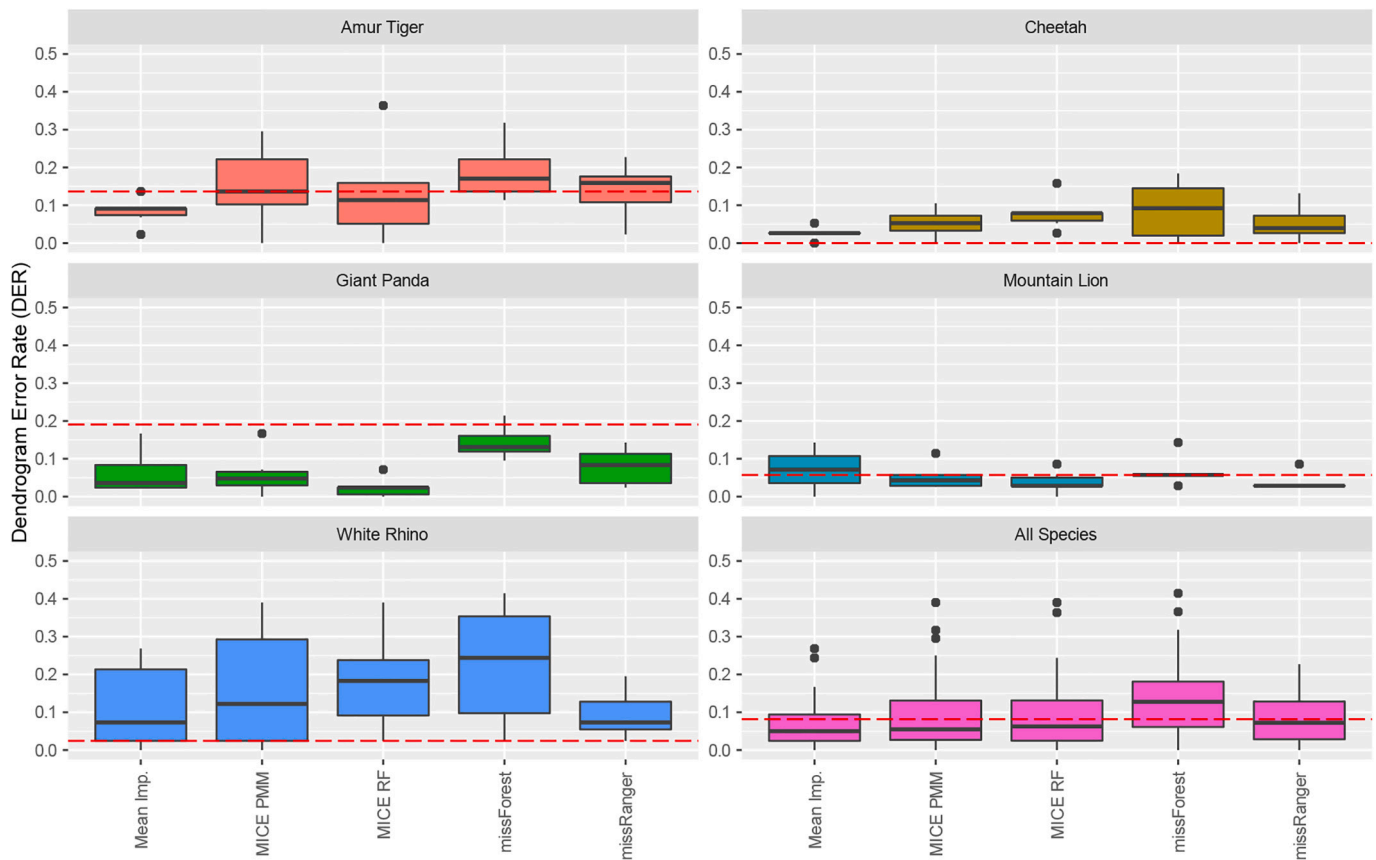 Dendrogram Error Rate (DER)
Amur Tiger
0.5
0.4
0.3
0.2
0.1
0.0
Cheetah
0.5
0.4
0.3
0.2
0.1
0.0
Giant Panda
0.5
0.4
0.3
0.2
0.1
0.0
Mountain Lion
0.5
0.4
0.3
0.2
0.1
0.0
White Rhino
0.5
0.4
0.3
0.2
0.1
0.0
All Species
0.5
0.4
0.3
0.2
0.1
0.0
Mean Imp.
MICE PMM
MICE RF
missForest
missRanger
Mean Imp.
MICE PMM
MICE RF
missForest
missRanger